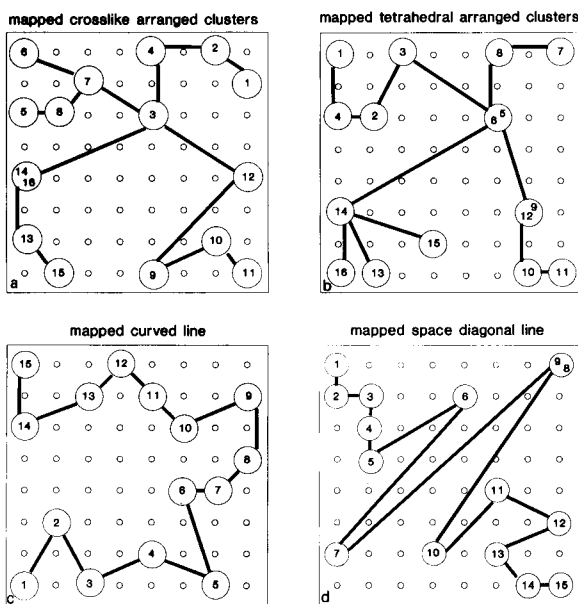 mapped crosslike arranged clusters
6 4 2
7 1
5 8 3
14 16 12
13 10
15 9 11
a
mapped tetrahedral arranged clusters
1 3 8 7
4 2 6 5
14 12 9
15
16 13 10 11
b
mapped curved line
15 12
13 11 9
14 10
8
6 7
2
4
1 3 5
c
mapped space diagonal line
1 9 8
2 3 6
4
5
11
12
7 10 13
14 15
d